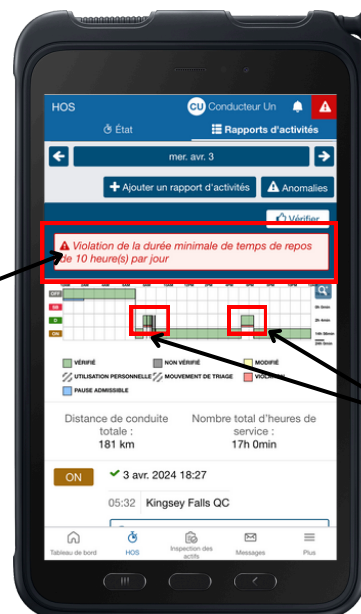 HOS
CU Conducteur Un
État
Rapports d'activités
mer. avr. 3
Ajouter un rapport d'activités
Anomalies
Vérifier
Violation de la durée minimale de temps de repos
de 10 heure(s) par jour
OFF
SB
D
ON
VÉRIFIÉ
NON VÉRIFIÉ
MODIFIÉ
UTILISATION PERSONNELLE
MOUVEMENT DE TRIAGE
VIOLATION
PAUSE ADMISSIBLE
Distance de conduite
totale :
181 km
Nombre total d'heures de
service :
17h 0min
ON
3 avr. 2024 18:27
05:32
Kingsey Falls QC
Tableau de bord
HOS
Inspection des
actifs
Messages
Plus